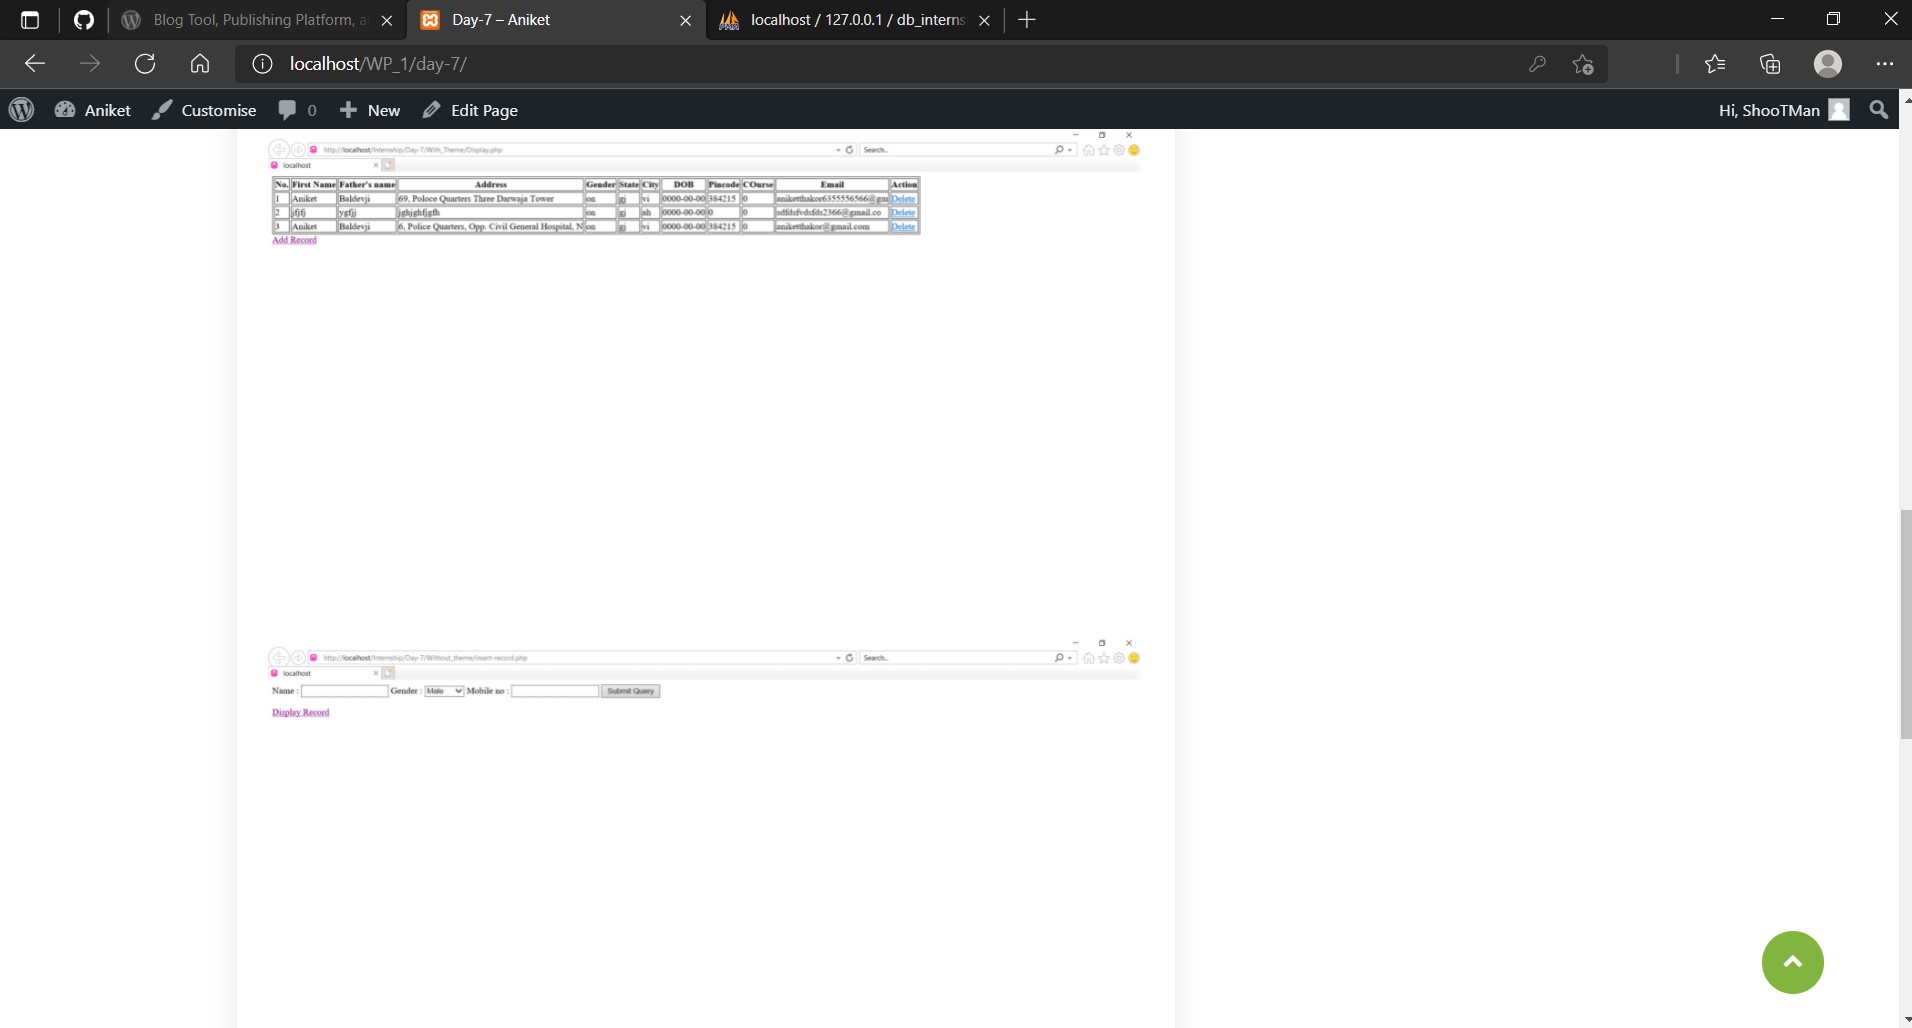 Blog Tool, Publishing Platform, a
Day-7 – Aniket
localhost / 127.0.0.1 / db_interns
localhost/WP_1/day-7/
Aniket
Customise
0
New
Edit Page
Hi, ShooTMan
http://localhost/Internship/Day-7/With_Theme/Display.php
Search...
localhost
No. First Name Father's name Address Gender State City DOB Pincode COurse Email Action
1 Aniket Baldevji 69, Poloce Quarters Three Darwaja Tower on gj vi 0000-00-00 384215 0 aniketthakor6355556566@gm Delete
2 jfjfj ygfjj jghjghfjgfh on gj ah 0000-00-00 0 0 sdfdsfvdsfds2366@gmail.co Delete
3 Aniket Baldevji 6, Police Quarters, Opp. Civil General Hospital, N on gj vi 0000-00-00 384215 0 aniketthakor@gmail.com Delete
Add Record
http://localhost/Internship/Day-7/Without_theme/insert-record.php
Search...
localhost
Name : Gender : Male Mobile no : Submit Query
Display Record